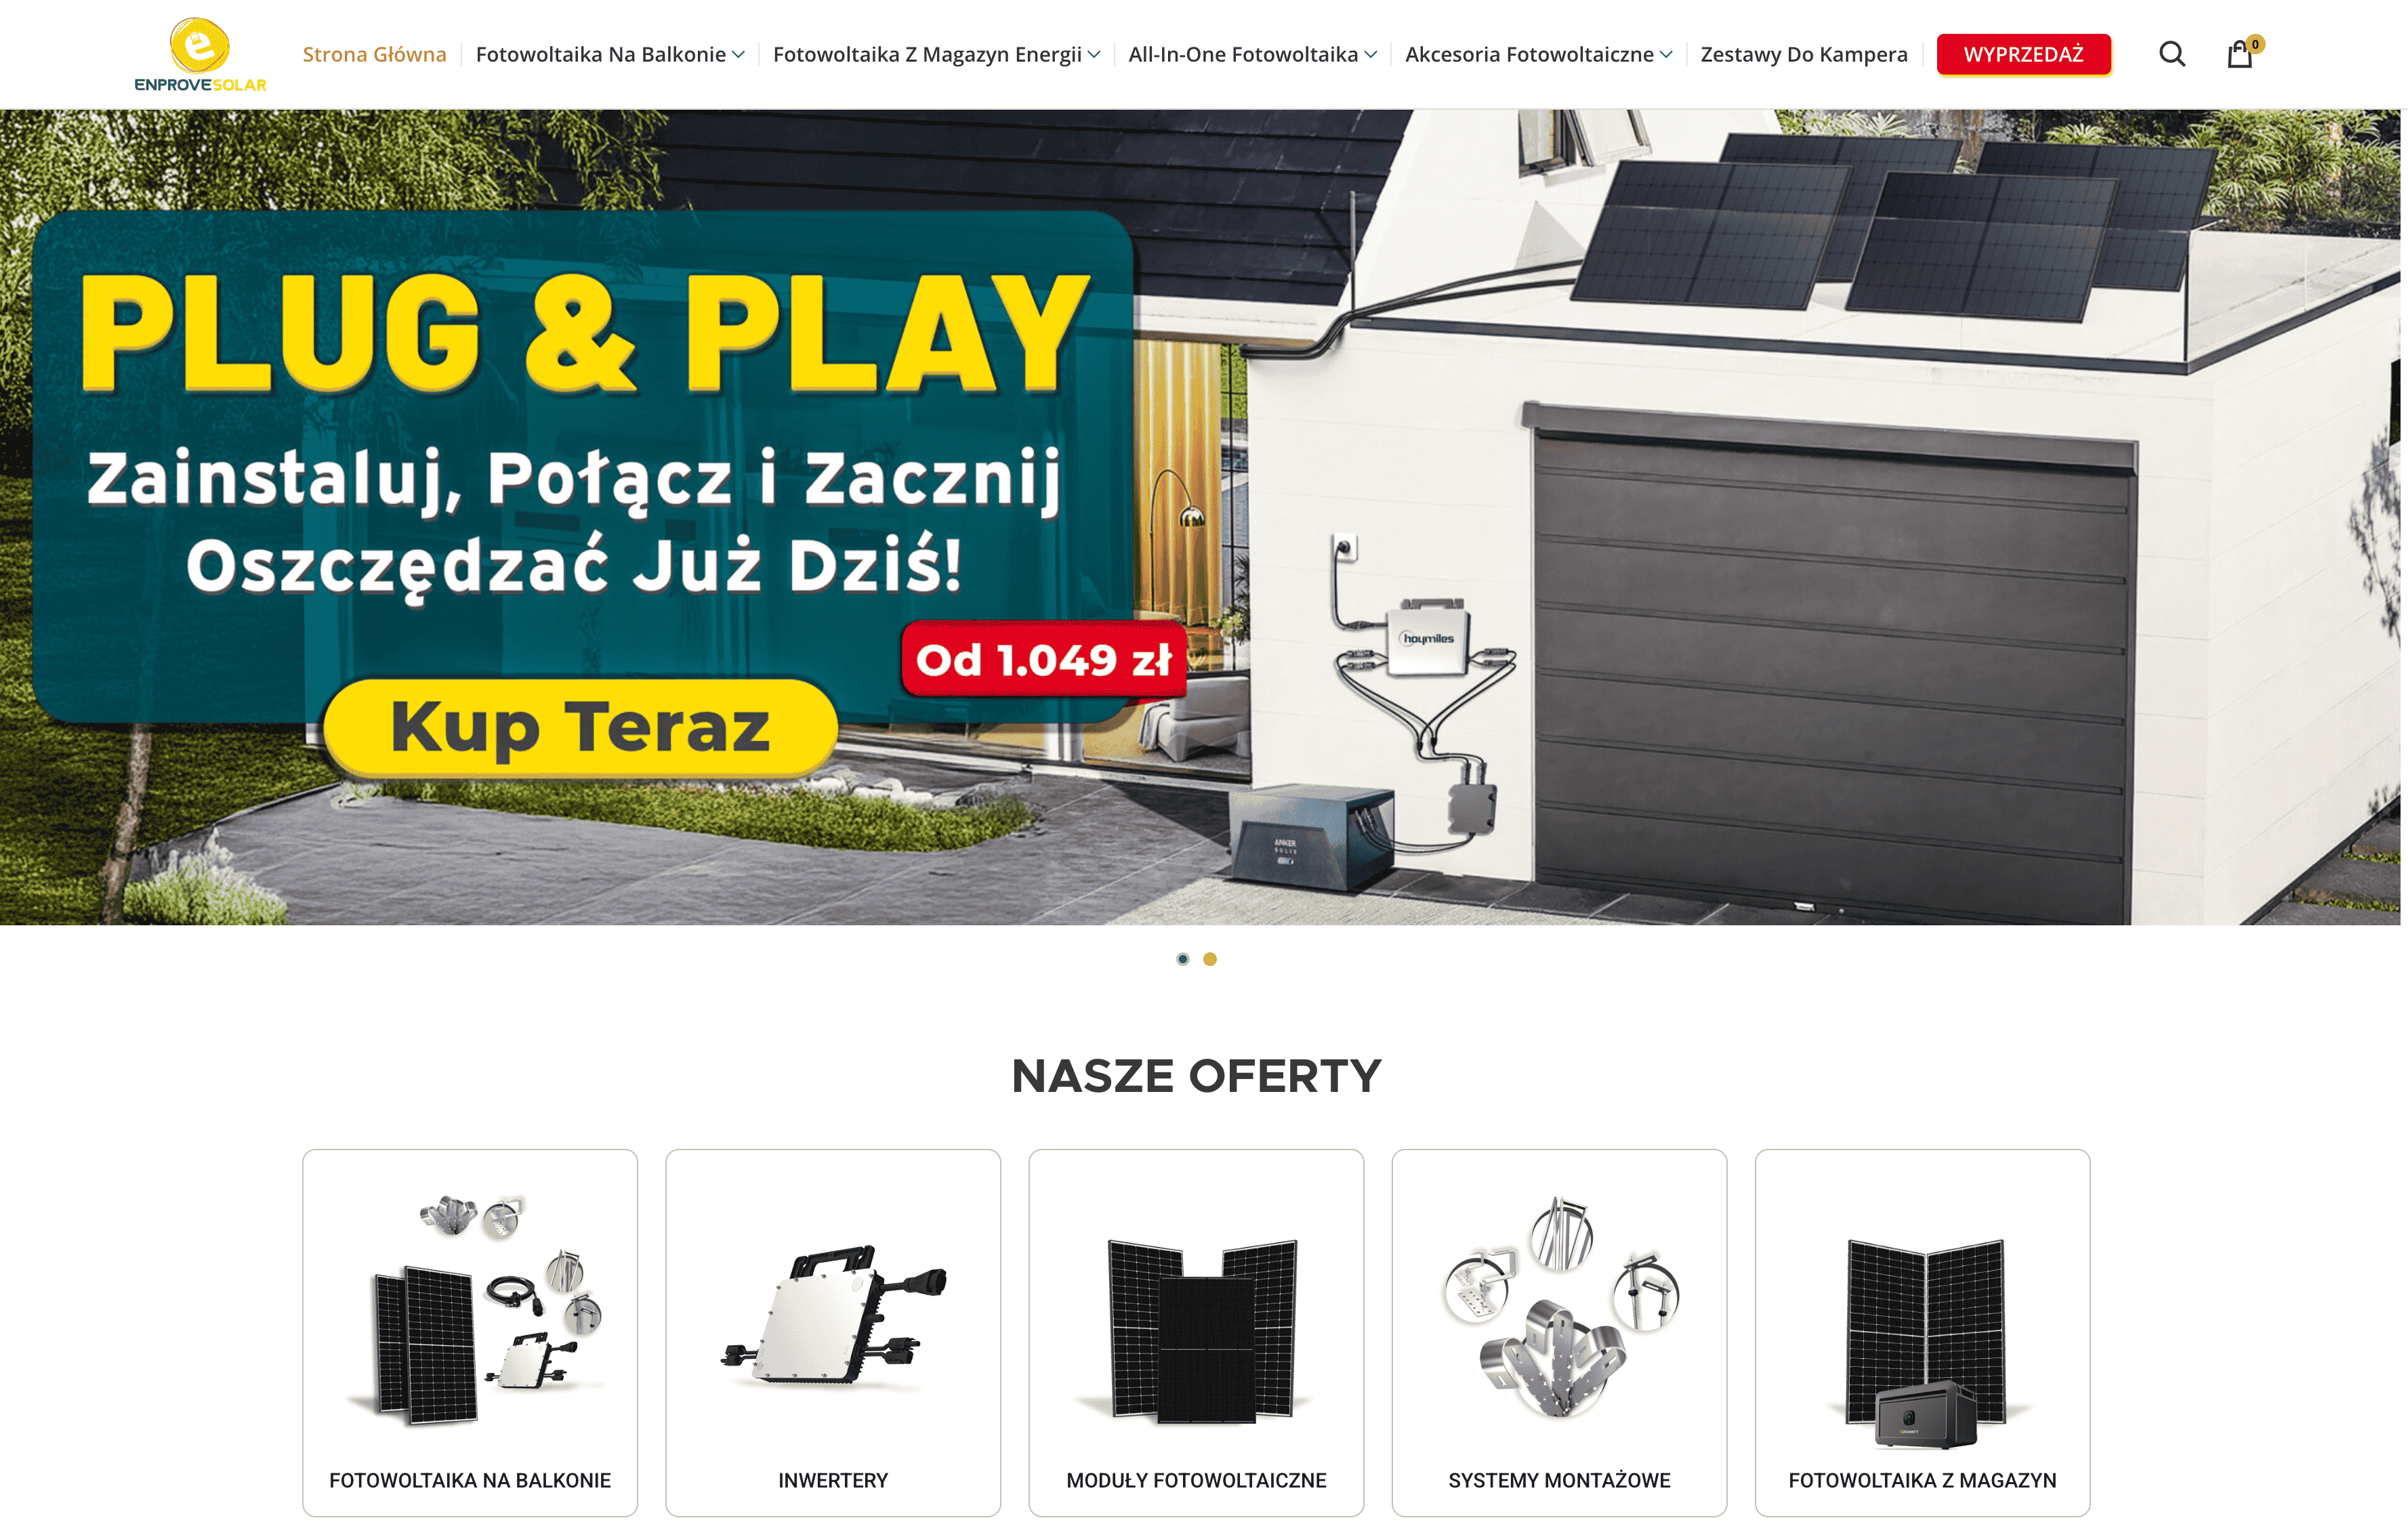 e
ENPROVESOLAR
Strona Główna
Fotowoltaika Na Balkonie
Fotowoltaika Z Magazyn Energii
All-In-One Fotowoltaika
Akcesoria Fotowoltaiczne
Zestawy Do Kampera
WYPRZEDAŻ
0
PLUG & PLAY
Zainstaluj, Połącz i Zacznij
Oszczędzać Już Dziś!
Od 1.049 zł
Kup Teraz
hoymiles
ANKER
SOLIX
NASZE OFERTY
GROWATT
FOTOWOLTAIKA NA BALKONIE
INWERTERY
MODUŁY FOTOWOLTAICZNE
SYSTEMY MONTAŻOWE
FOTOWOLTAIKA Z MAGAZYN